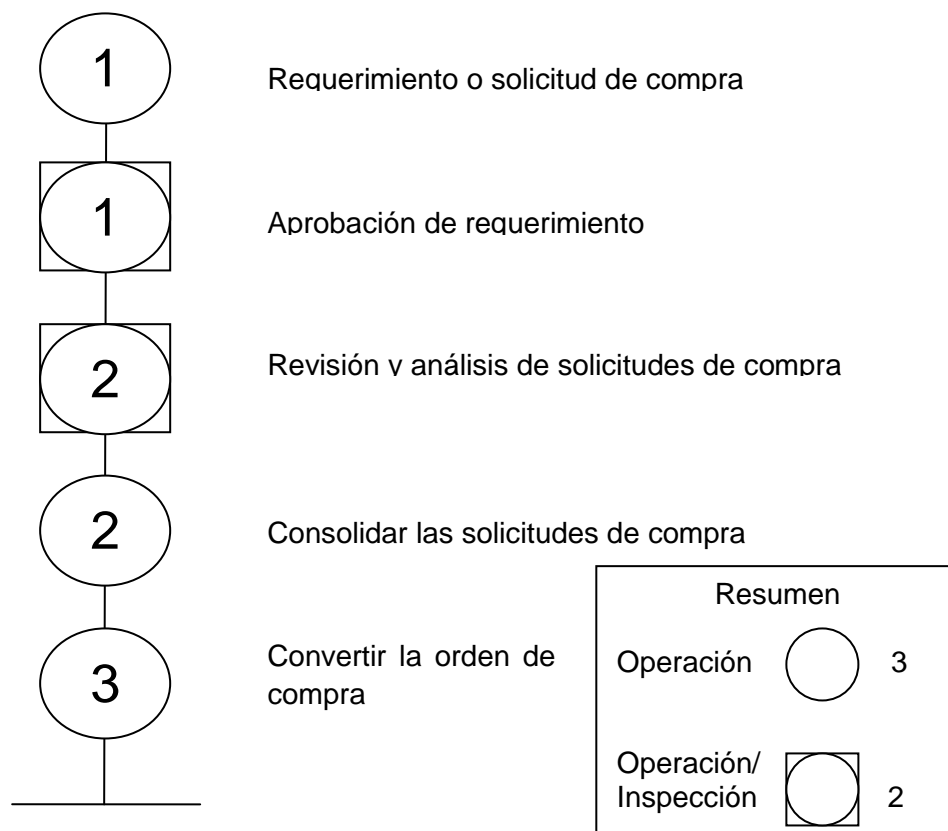 1
Requerimiento o solicitud de compra
1
Aprobación de requerimiento
2
Revisión y análisis de solicitudes de compra
2
Consolidar las solicitudes de compra
3
Convertir la orden de
compra
Resumen
Operación 3
Operación/
Inspección 2